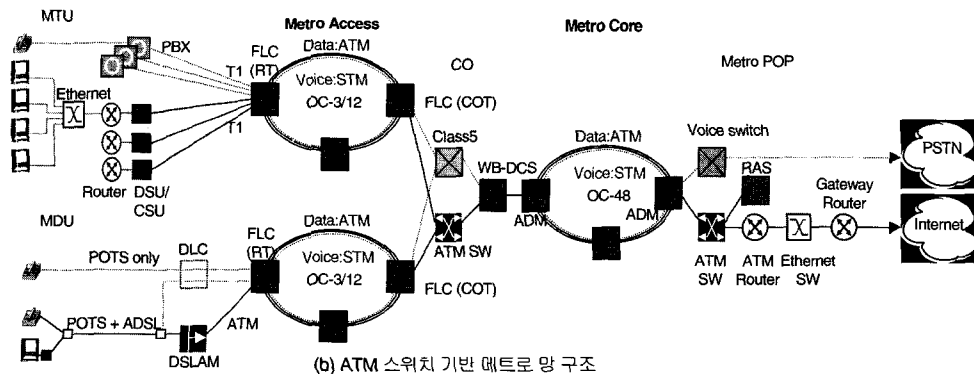 MTU
PBX
Ethernet
Router
DSU/
CSU
T1
T1
Metro Access
FLC
(RT)
Data:ATM
Voice:STM
OC-3/12
CO
FLC (COT)
Class5
WB-DCS
ATM SW
Metro Core
Data:ATM
Voice:STM
OC-48
ADM
ADM
Metro POP
Voice switch
RAS
Gateway
Router
PSTN
Internet
ATM
SW
ATM
Router
Ethernet
SW
MDU
POTS only
DLC
POTS + ADSL
DSLAM
ATM
FLC
(RT)
Data:ATM
Voice:STM
OC-3/12
FLC (COT)
(b) ATM 스위치 기반 메트로 망 구조